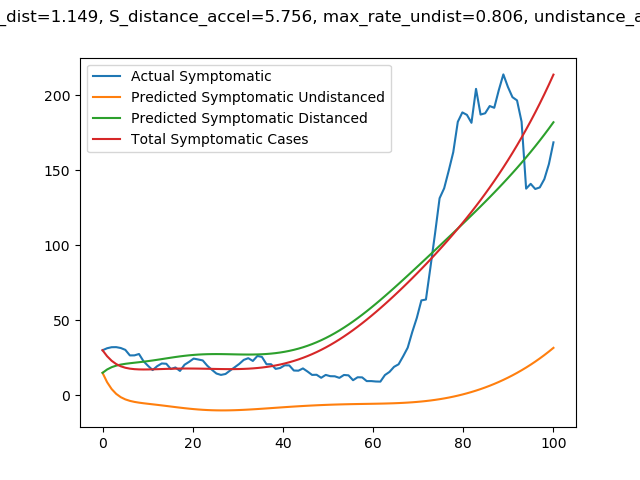 _dist=1.149, S_distance_accel=5.756, max_rate_undist=0.806, undistance_a
Actual Symptomatic
Predicted Symptomatic Undistanced
Predicted Symptomatic Distanced
Total Symptomatic Cases
200
150
100
50
0
0 20 40 60 80 100